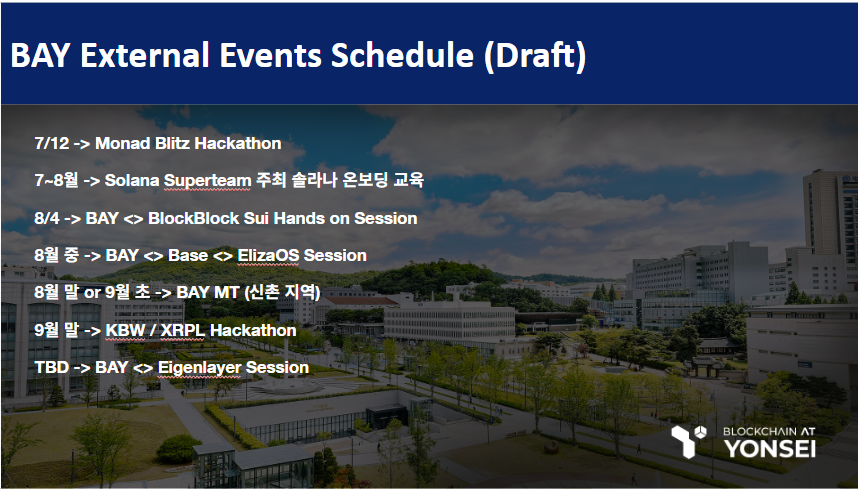 BAY External Events Schedule (Draft)
7/12 -> Monad Blitz Hackathon
7~8월 -> Solana Superteam 주최 솔라나 온보딩 교육
8/4 -> BAY <> BlockBlock Sui Hands on Session
8월 중 -> BAY <> Base <> ElizaOS Session
8월 말 or 9월 초 -> BAY MT (신촌 지역)
9월 말 -> KBW / XRPL Hackathon
TBD -> BAY <> Eigenlayer Session
BLOCKCHAIN AT
YONSEI